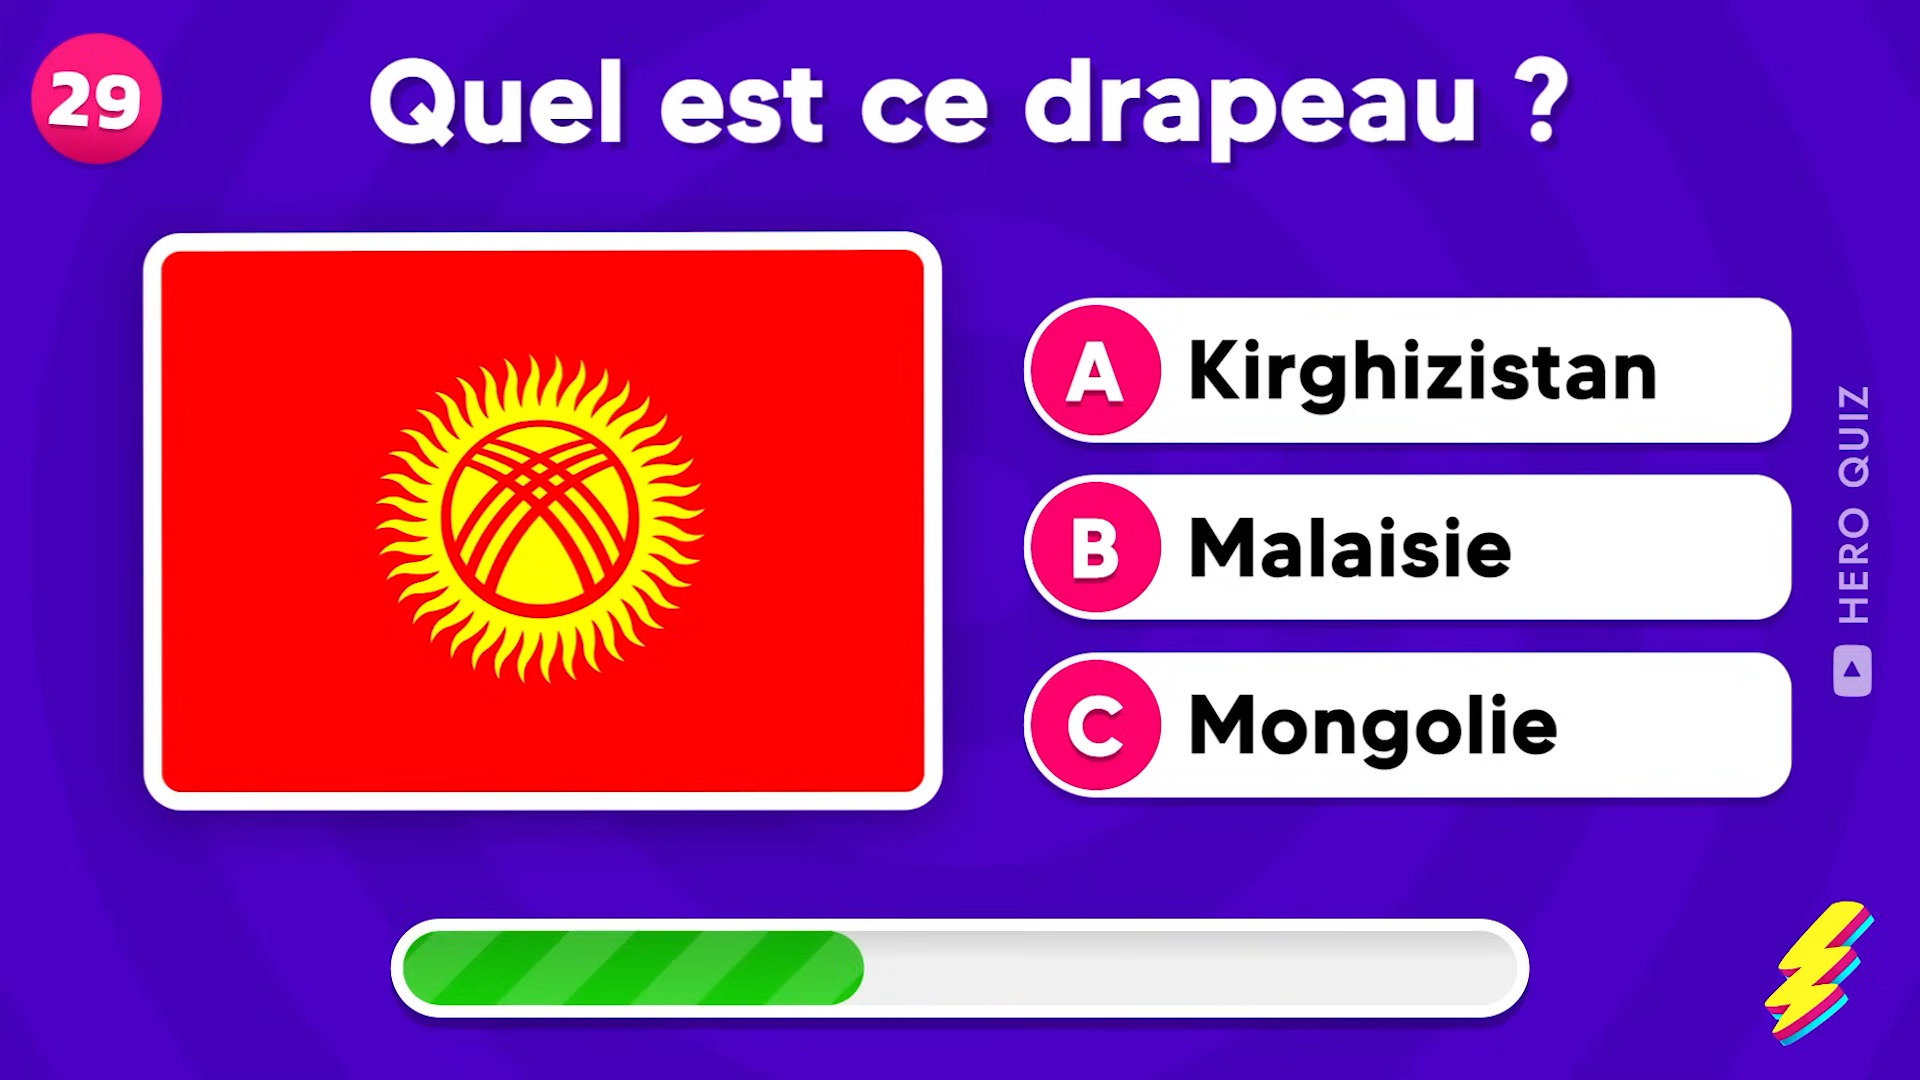 29
Quel est ce drapeau ?
A Kirghizistan
B Malaisie
C Mongolie
HERO QUIZ